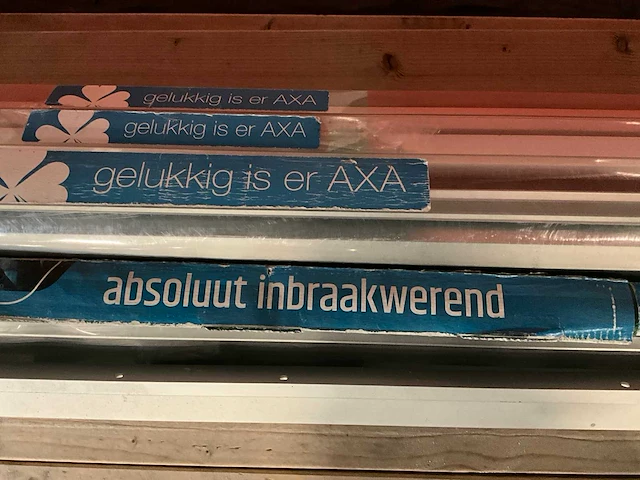 gelukkig is er AXA
gelukkig is er AXA
gelukkig is er AXA
absoluut inbraakwerend